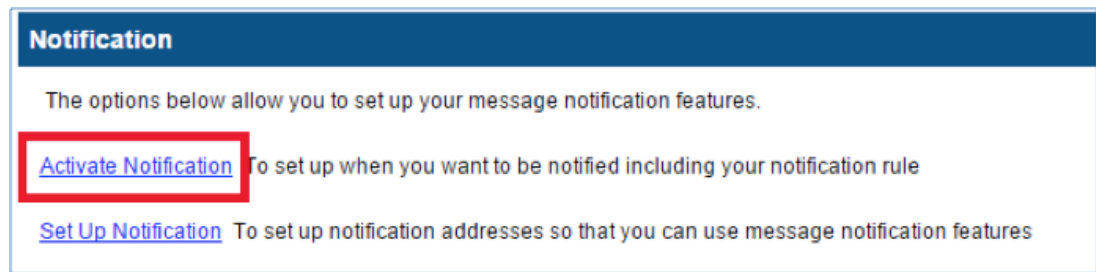 Notification
The options below allow you to set up your message notification features.
Activate Notification To set up when you want to be notified including your notification rule
Set Up Notification To set up notification addresses so that you can use message notification features